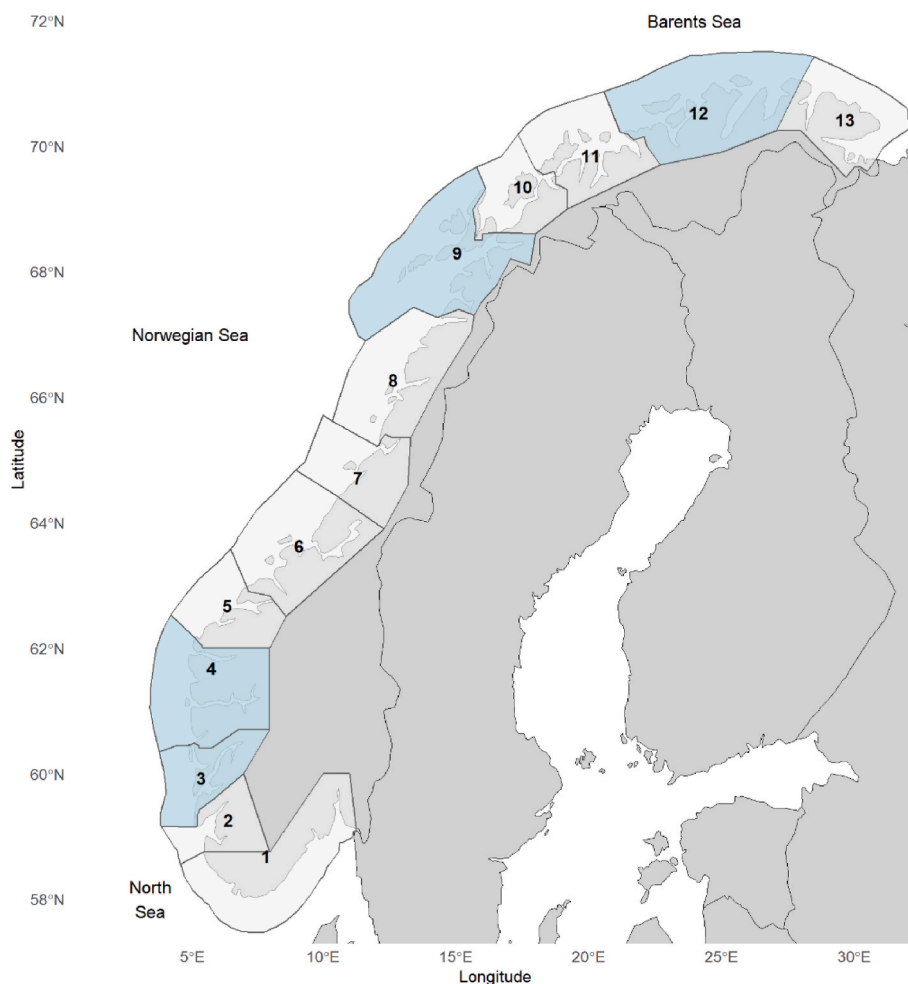 72°N
Barents Sea
12
13
70°N
11
10
9
68°N
Norwegian Sea
8
66°N
Latitude
7
64°N
6
5
62°N
4
3
60°N
2
1
North
Sea
58°N
5°E
10°E
15°E
20°E
25°E
30°E
Longitude